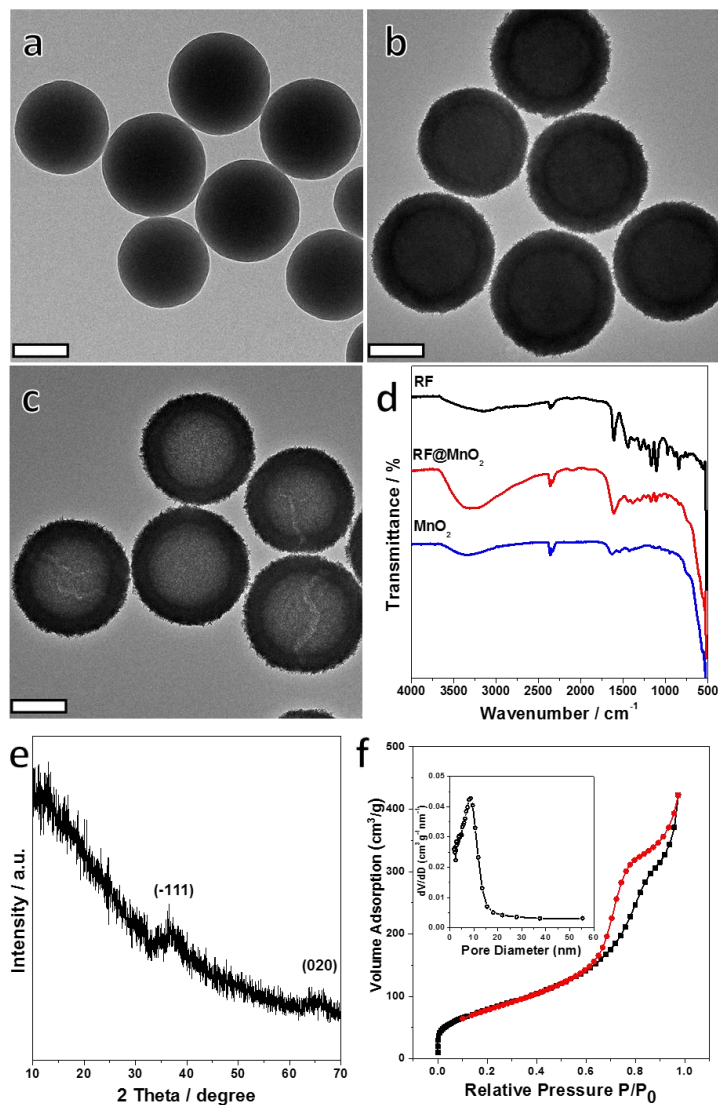 a
b
c
d
RF
RF@MnO2
MnO2
Transmittance / %
4000 3500 3000 2500 2000 1500 1000 500
Wavenumber / cm-1
e
(-111)
(020)
Intensity / a.u.
10 20 30 40 50 60 70
2 Theta / degree
f
500
400
300
200
100
0
Volume Adsorption (cm3/g)
0.0 0.2 0.4 0.6 0.8 1.0
Relative Pressure P/P0
0.05
0.04
0.03
0.02
0.01
0.00
dV/dD (cm3 g-1 nm-1)
0 10 20 30 40 50 60
Pore Diameter (nm)